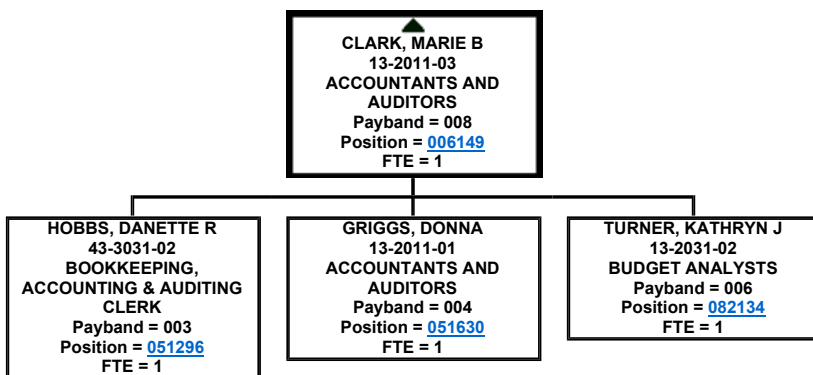 CLARK, MARIE B
13-2011-03
ACCOUNTANTS AND
AUDITORS
Payband = 008
Position = 006149
FTE = 1
HOBBS, DANETTE R
43-3031-02
BOOKKEEPING,
ACCOUNTING & AUDITING
CLERK
Payband = 003
Position = 051296
FTE = 1
GRIGGS, DONNA
13-2011-01
ACCOUNTANTS AND
AUDITORS
Payband = 004
Position = 051630
FTE = 1
TURNER, KATHRYN J
13-2031-02
BUDGET ANALYSTS
Payband = 006
Position = 082134
FTE = 1